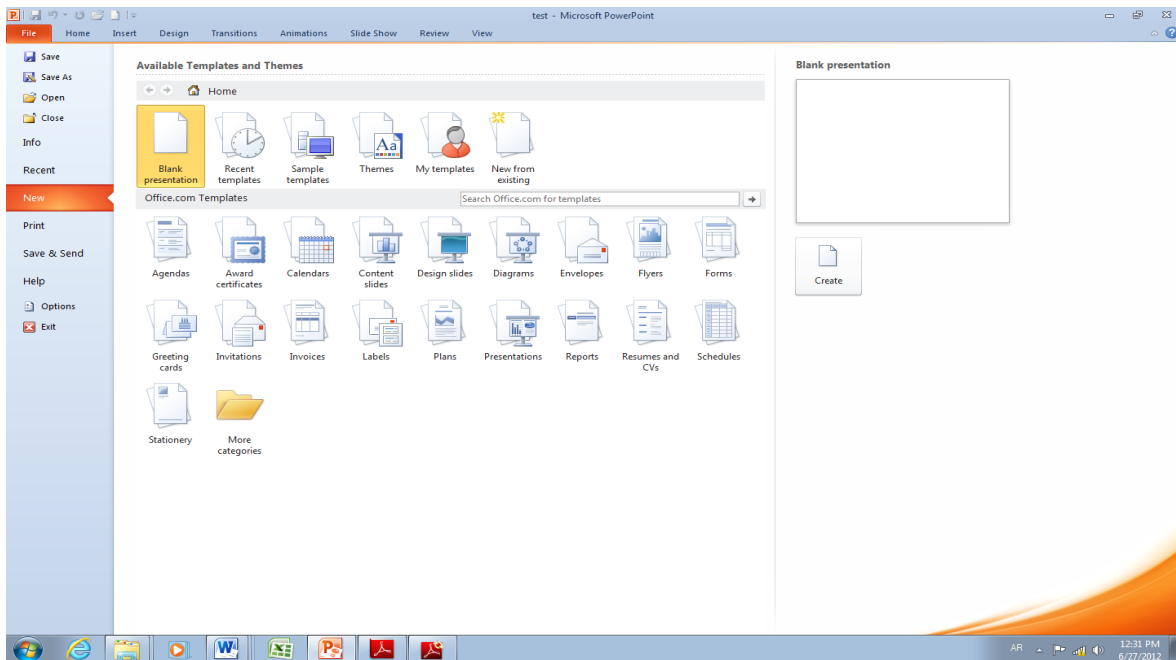 test - Microsoft PowerPoint
File Home Insert Design Transitions Animations Slide Show Review View
Save
Save As
Open
Close
Info
Recent
New
Print
Save & Send
Help
Options
Exit
Available Templates and Themes
Home
Blank presentation
Recent templates
Sample templates
Themes
My templates
New from existing
Office.com Templates
Search Office.com for templates
Agendas
Award certificates
Calendars
Content slides
Design slides
Diagrams
Envelopes
Flyers
Forms
Greeting cards
Invitations
Invoices
Labels
Plans
Presentations
Reports
Resumes and CVs
Schedules
Stationery
More categories
Blank presentation
Create
AR
12:31 PM
6/27/2012